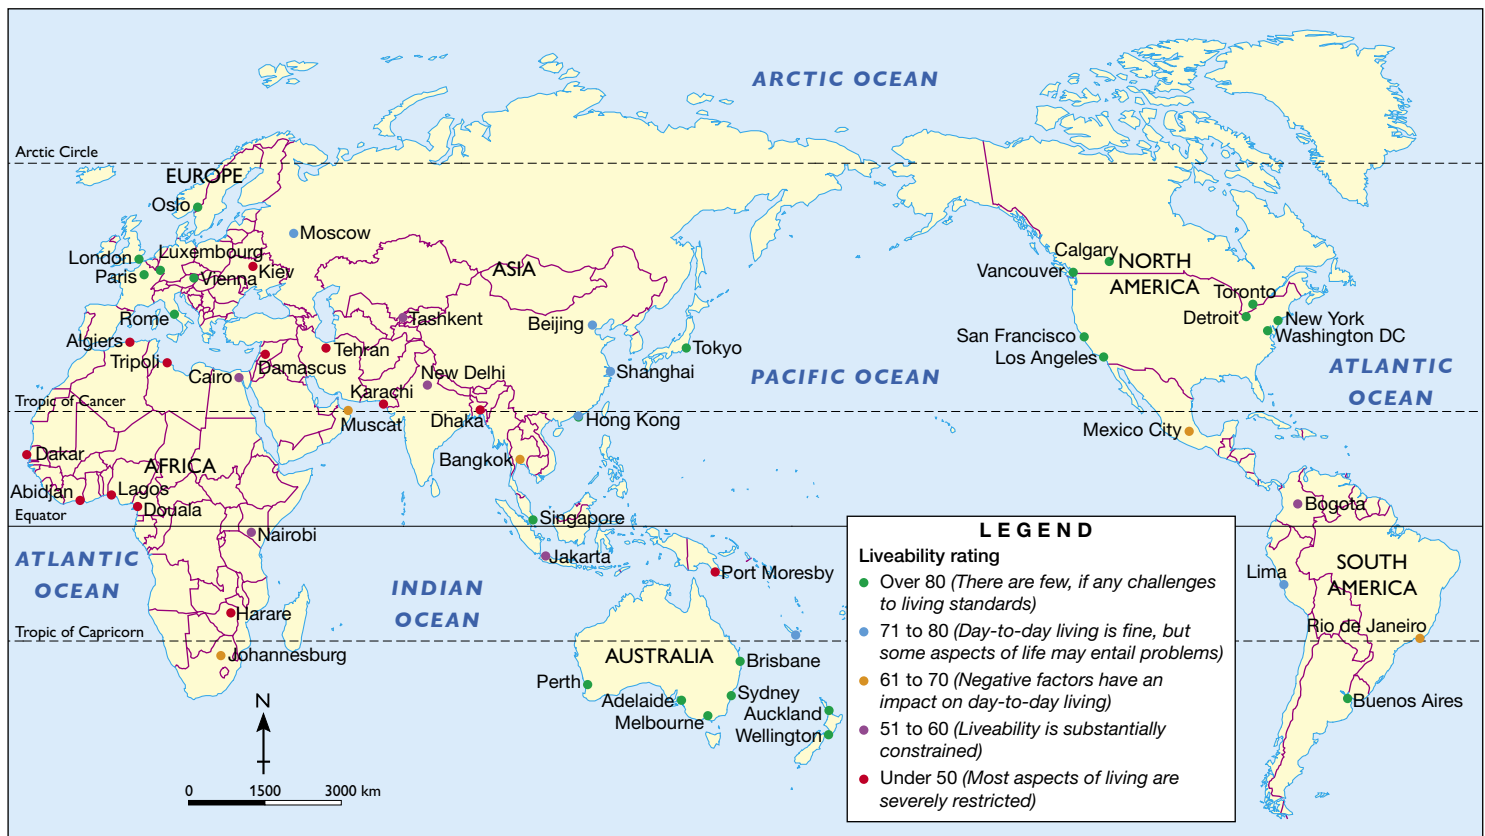 ARCTIC OCEAN
Arctic Circle
EUROPE
Oslo
Moscow
London
Luxembourg
Paris
Vienna
Kiev
ASIA
Calgary
NORTH
AMERICA
Vancouver
Toronto
Rome
Tashkent
Beijing
Detroit
New York
Washington DC
Algiers
Tripoli
Tehran
Damascus
Tokyo
San Francisco
Los Angeles
Cairo
New Delhi
Shanghai
PACIFIC OCEAN
ATLANTIC
OCEAN
Karachi
Tropic of Cancer
Muscat
Dhaka
Hong Kong
Mexico City
Dakar
AFRICA
Bangkok
Abidjan
Lagos
Douala
Bogota
Equator
Singapore
Nairobi
Jakarta
ATLANTIC
OCEAN
INDIAN
OCEAN
Port Moresby
Lima
SOUTH
AMERICA
Harare
Tropic of Capricorn
Rio de Janeiro
Johannesburg
AUSTRALIA
Brisbane
Perth
Adelaide
Sydney
Melbourne
Auckland
Wellington
Buenos Aires
N
0 1500 3000 km
LEGEND
Liveability rating
Over 80 (There are few, if any challenges
to living standards)
71 to 80 (Day-to-day living is fine, but
some aspects of life may entail problems)
61 to 70 (Negative factors have an
impact on day-to-day living)
51 to 60 (Liveability is substantially
constrained)
Under 50 (Most aspects of living are
severely restricted)